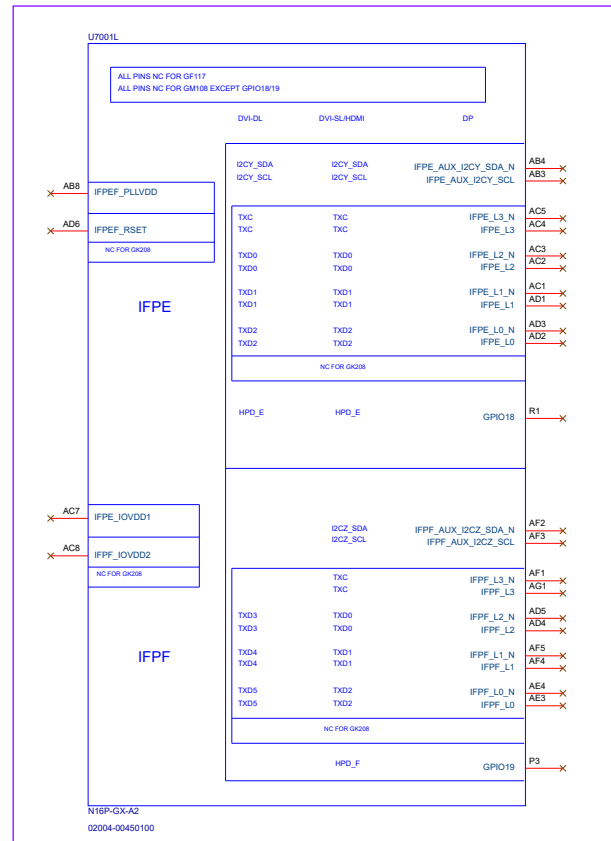 U7001L
ALL PINS NC FOR GF117
ALL PINS NC FOR GM108 EXCEPT GPIO18/19
DVI-DL DVI-SL/HDMI DP
I2CY_SDA I2CY_SDA IFPE_AUX_I2CY_SDA_N AB4
I2CY_SCL I2CY_SCL IFPE_AUX_I2CY_SCL AB3
AB8 IFPEF_PLLVDD
TXC TXC IFPE_L3_N AC5
TXC TXC IFPE_L3 AC4
AD6 IFPEF_RSET
NC FOR GK208
TXD0 TXD0 IFPE_L2_N AC3
TXD0 TXD0 IFPE_L2 AC2
TXD1 TXD1 IFPE_L1_N AC1
TXD1 TXD1 IFPE_L1 AD1
IFPE
TXD2 TXD2 IFPE_L0_N AD3
TXD2 TXD2 IFPE_L0 AD2
NC FOR GK208
HPD_E HPD_E GPIO18 R1
AC7 IFPE_IOVDD1
I2CZ_SDA IFPF_AUX_I2CZ_SDA_N AF2
I2CZ_SCL IFPF_AUX_I2CZ_SCL AF3
AC8 IFPF_IOVDD2
NC FOR GK208
TXC IFPF_L3_N AF1
TXC IFPF_L3 AG1
TXD3 TXD0 IFPF_L2_N AD5
TXD3 TXD0 IFPF_L2 AD4
TXD4 TXD1 IFPF_L1_N AF5
TXD4 TXD1 IFPF_L1 AF4
IFPF
TXD5 TXD2 IFPF_L0_N AE4
TXD5 TXD2 IFPF_L0 AE3
NC FOR GK208
HPD_F GPIO19 P3
N16P-GX-A2
02004-00450100